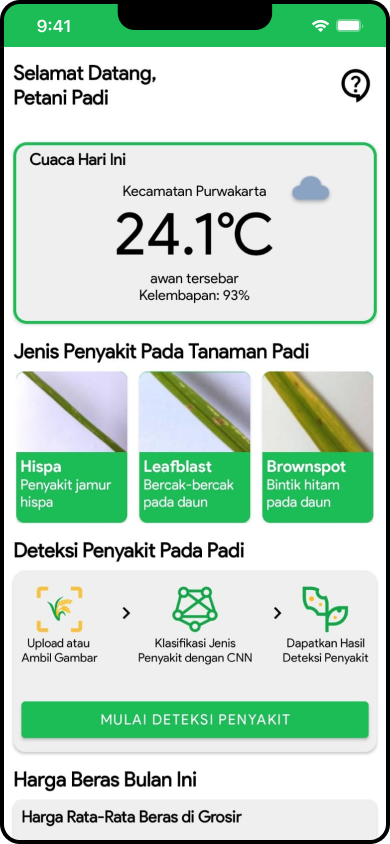 9:41
Selamat Datang,
Petani Padi
Cuaca Hari Ini
Kecamatan Purwakarta
24.1°C
awan tersebar
Kelembapan: 93%
Jenis Penyakit Pada Tanaman Padi
Hispa
Penyakit jamur
hispa
Leafblast
Bercak-bercak
pada daun
Brownspot
Bintik hitam
pada daun
Deteksi Penyakit Pada Padi
Upload atau
Ambil Gambar
Klasifikasi Jenis
Penyakit dengan CNN
Dapatkan Hasil
Deteksi Penyakit
MULAI DETEKSI PENYAKIT
Harga Beras Bulan Ini
Harga Rata-Rata Beras di Grosir